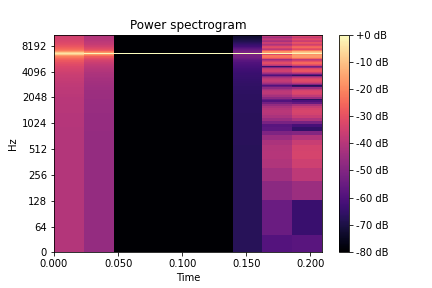 Power spectrogram
8192
4096
2048
1024
512
256
128
64
0
Hz
0.000 0.050 0.100 0.150 0.200
Time
+0 dB
-10 dB
-20 dB
-30 dB
-40 dB
-50 dB
-60 dB
-70 dB
-80 dB